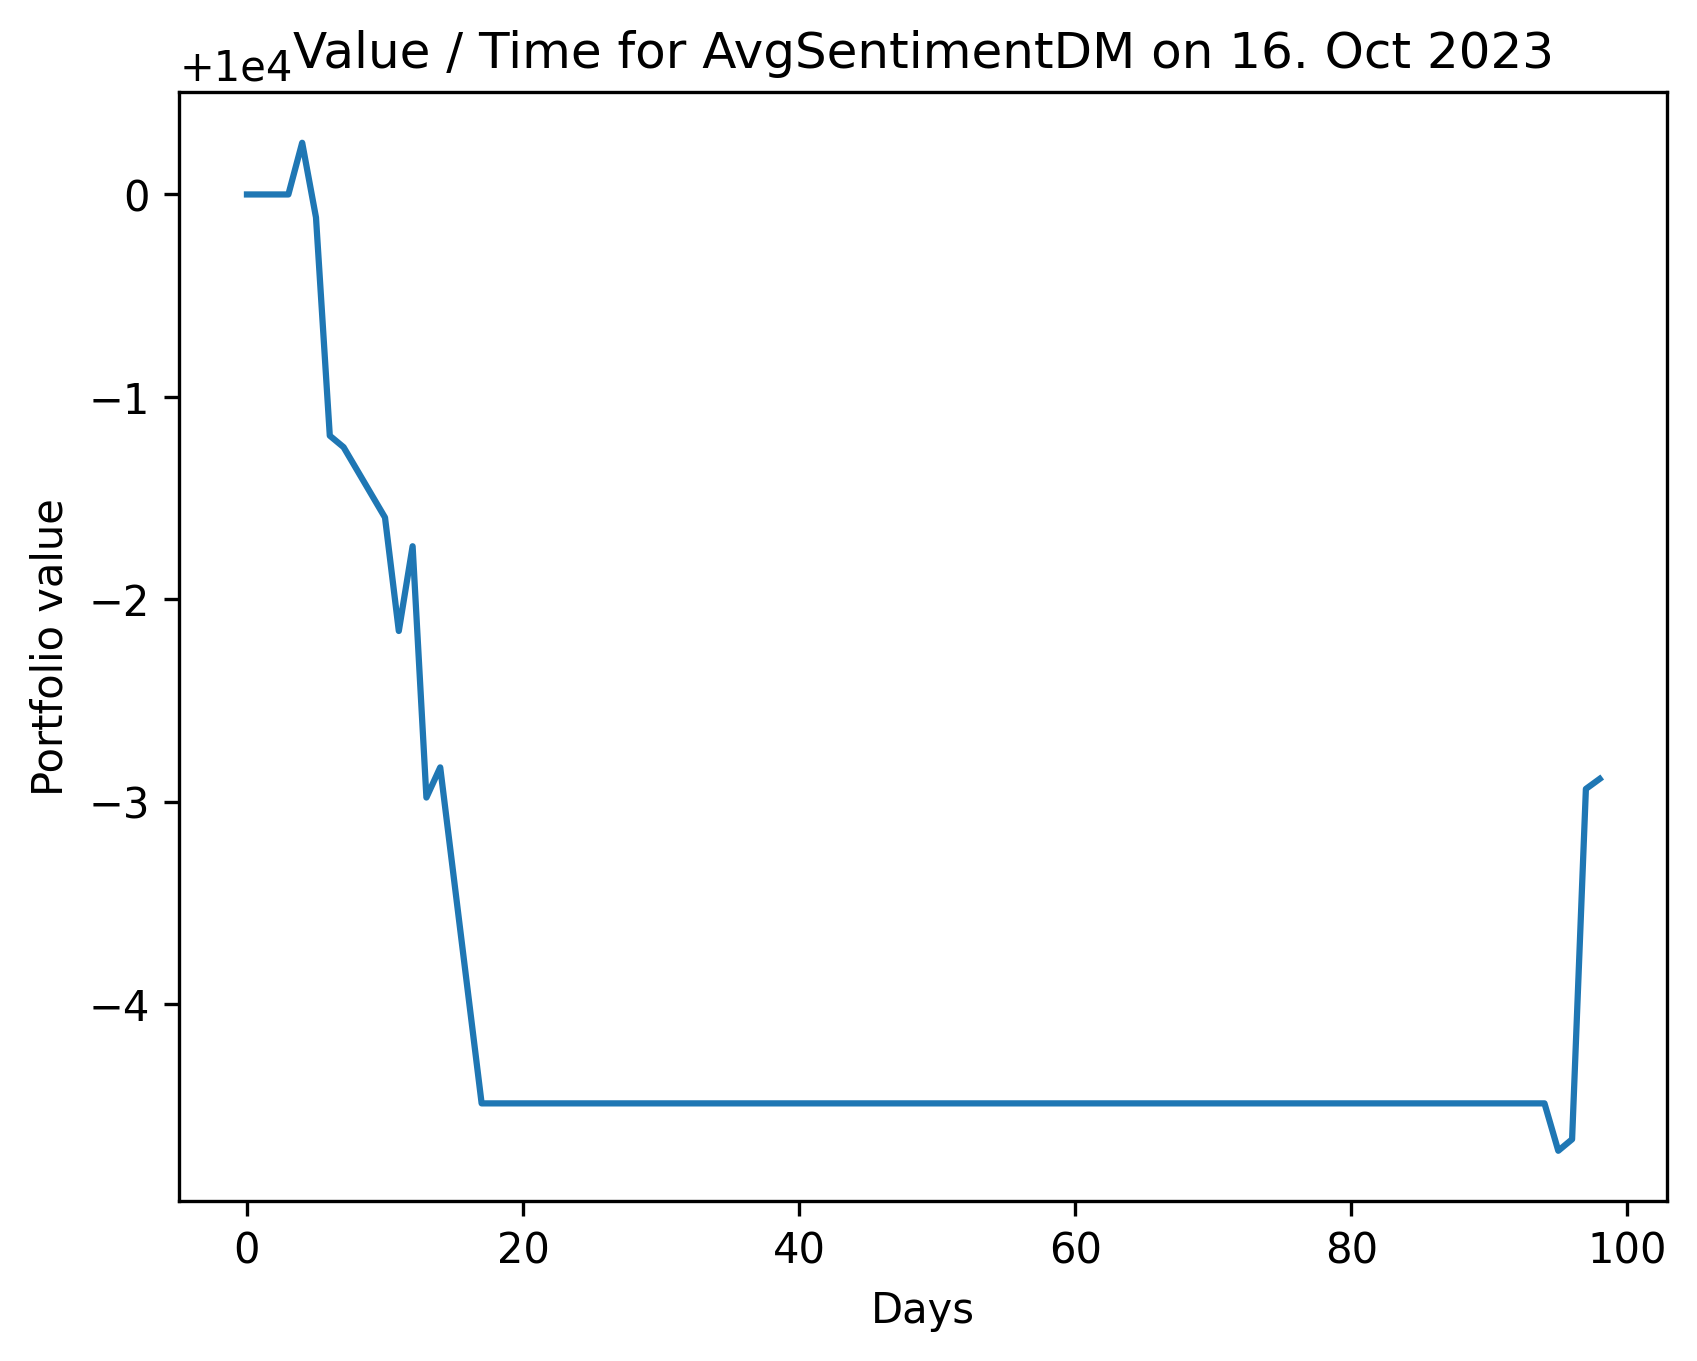 Value / Time for AvgSentimentDM on 16. Oct 2023
+1e4
0
−1
−2
−3
−4
Portfolio value
0 20 40 60 80 100
Days